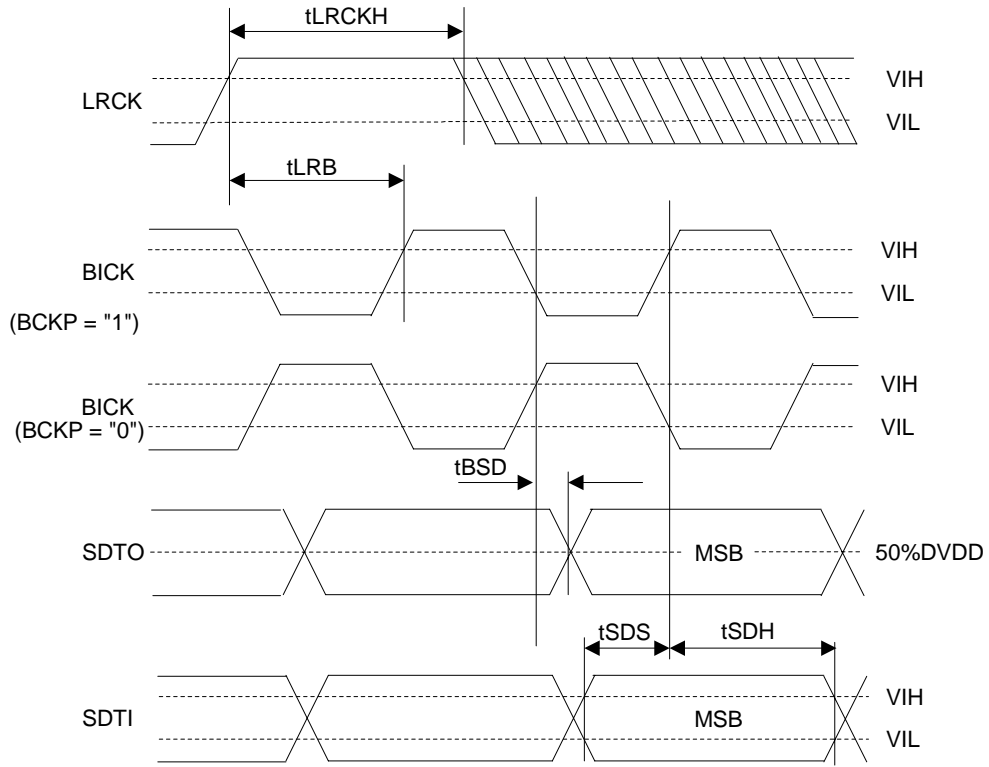 tLRCKH
LRCK
VIH
VIL
tLRB
BICK
(BCKP = "1")
VIH
VIL
BICK
(BCKP = "0")
VIH
VIL
tBSD
SDTO
MSB
50%DVDD
tSDS
tSDH
SDTI
MSB
VIH
VIL